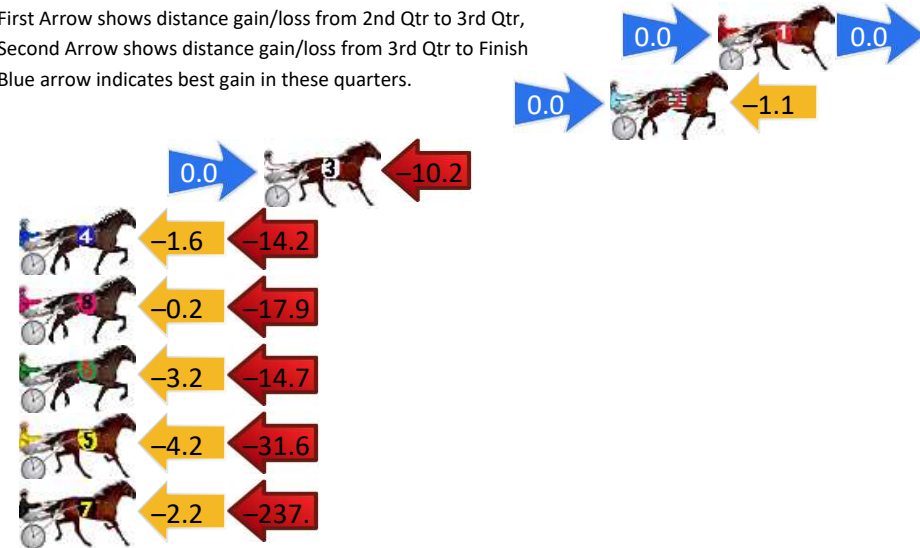 First Arrow shows distance gain/loss from 2nd Qtr to 3rd Qtr,
Second Arrow shows distance gain/loss from 3rd Qtr to Finish
Blue arrow indicates best gain in these quarters.
0.0 1 0.0
0.0 2 –1.1
0.0 3 –10.2
4 –1.6 –14.2
8 –0.2 –17.9
6 –3.2 –14.7
5 –4.2 –31.6
7 –2.2 –237.